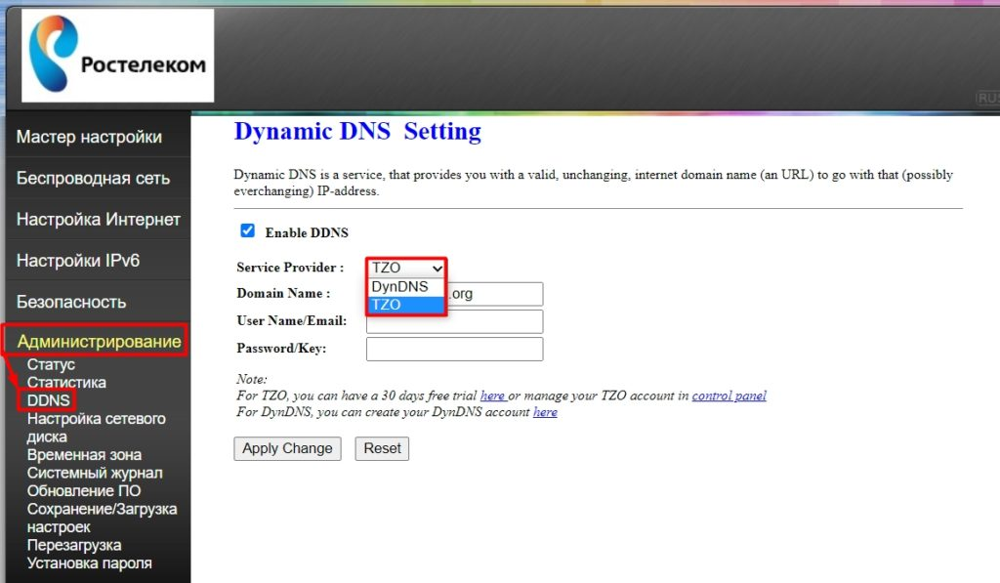 Ростелеком
RUS
Мастер настройки
Беспроводная сеть
Настройка Интернет
Настройки IPv6
Безопасность
Администрирование
Статус
Статистика
DDNS
Настройка сетевого
диска
Временная зона
Системный журнал
Обновление ПО
Сохранение/Загрузка
настроек
Перезагрузка
Установка пароля
Dynamic DNS Setting
Dynamic DNS is a service, that provides you with a valid, unchanging, internet domain name (an URL) to go with that (possibly
everchanging) IP-address.
Enable DDNS
Service Provider : TZO
DynDNS
TZO
Domain Name : .org
User Name/Email:
Password/Key:
Note:
For TZO, you can have a 30 days free trial here or manage your TZO account in control panel
For DynDNS, you can create your DynDNS account here
Apply Change Reset